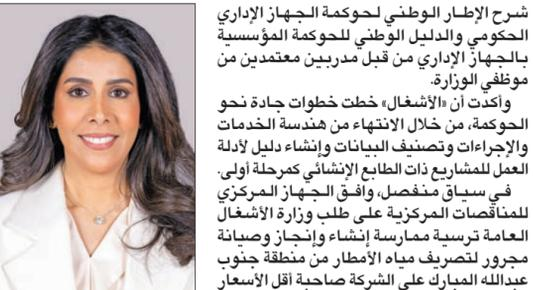 شرح الإطار الوطني لحوكمة الجهاز الإداري
الحكومي والدليل الوطني للحوكمة المؤسسية
بالجهاز الإداري من قبل مدربين معتمدين من
موظفي الوزارة.
وأكدت أن «الأشغال» خطت خطوات جادة نحو
الحوكمة، من خلال الانتهاء من هندسة الخدمات
والإجراءات وتصنيف البيانات وإنشاء دليل لأدلة
العمل للمشاريع ذات الطابع الإنشائي كمرحلة أولى.
في سياق منفصل، وافق الجهاز المركزي
للمناقصات المركزية على طلب وزارة الأشغال
العامة ترسية ممارسة إنشاء وإنجاز وصيانة
مجرور لتصريف مياه الأمطار من منطقة جنوب
عبدالله المبارك على الشركة صاحبة أقل الأسعار